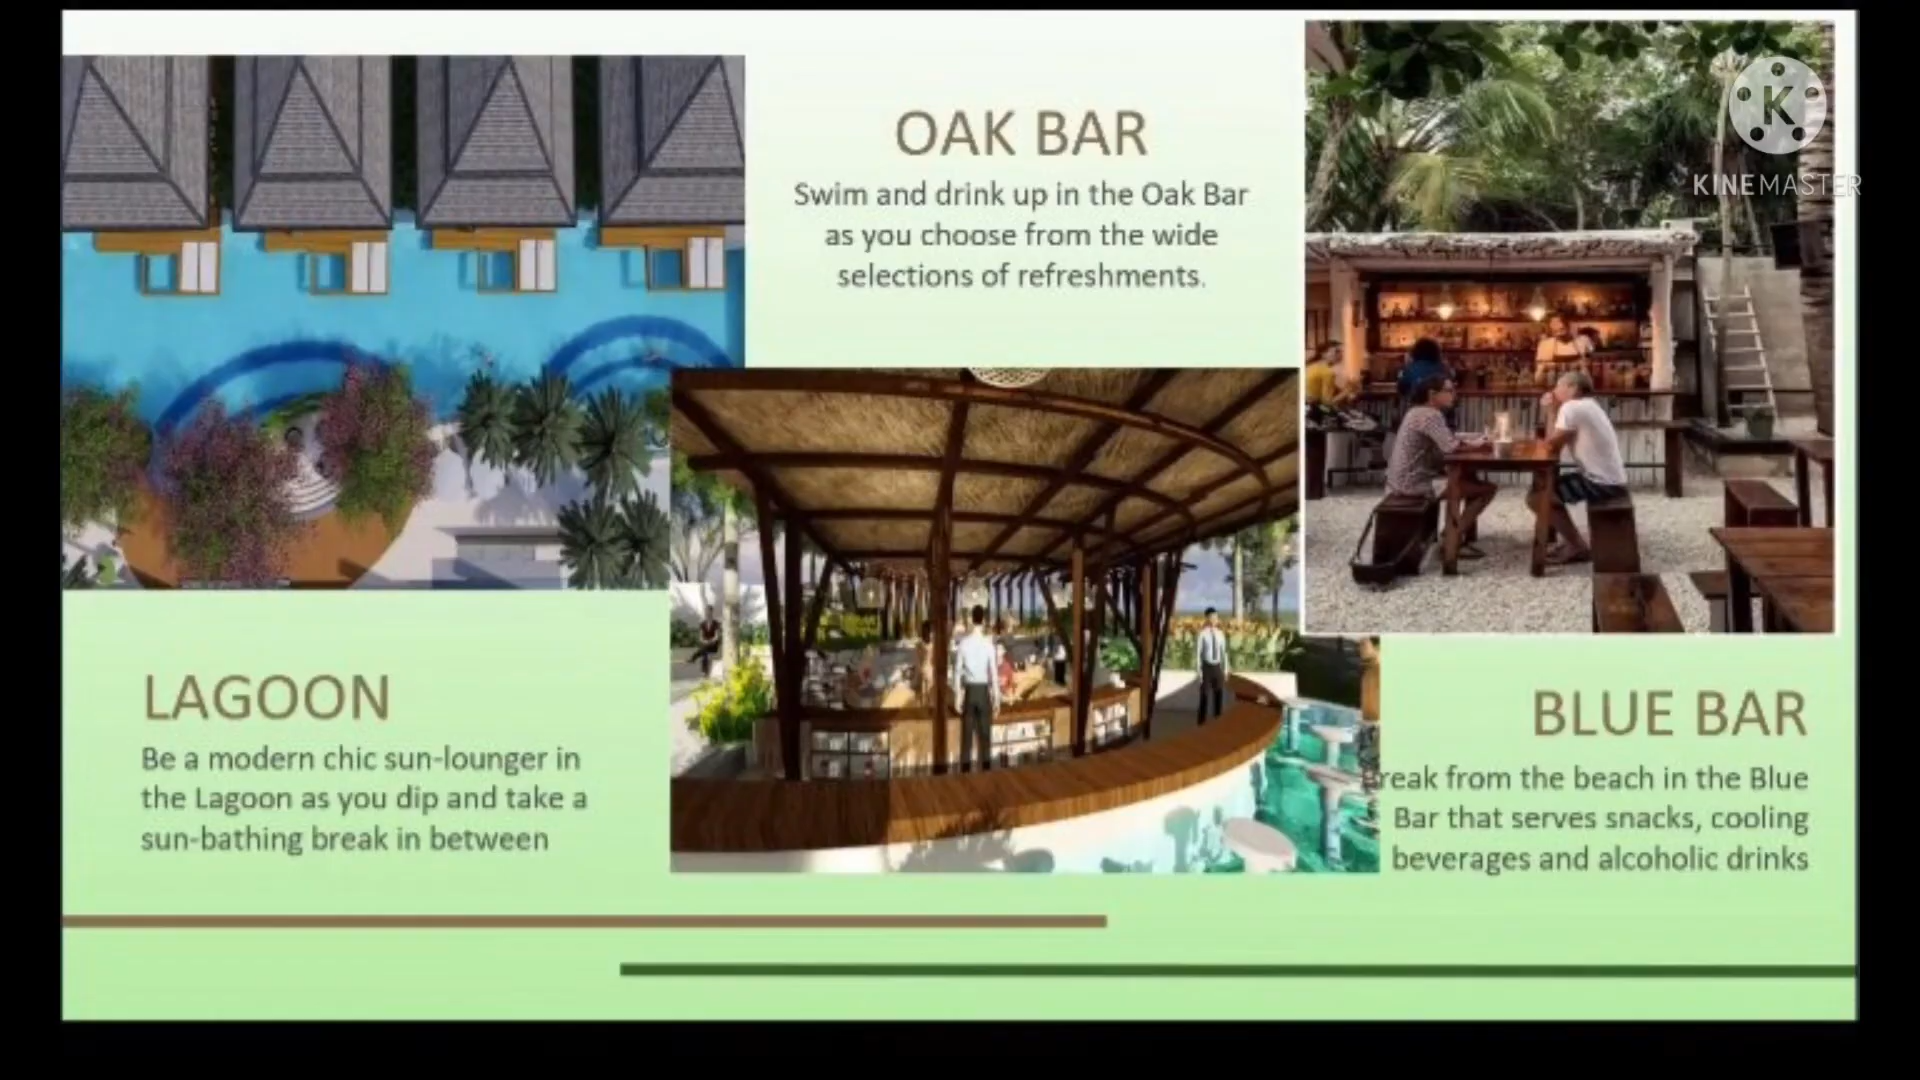 OAK BAR
Swim and drink up in the Oak Bar
as you choose from the wide
selections of refreshments.
K
KINEMASTER
LAGOON
Be a modern chic sun-lounger in
the Lagoon as you dip and take a
sun-bathing break in between
BLUE BAR
reak from the beach in the Blue
Bar that serves snacks, cooling
beverages and alcoholic drinks